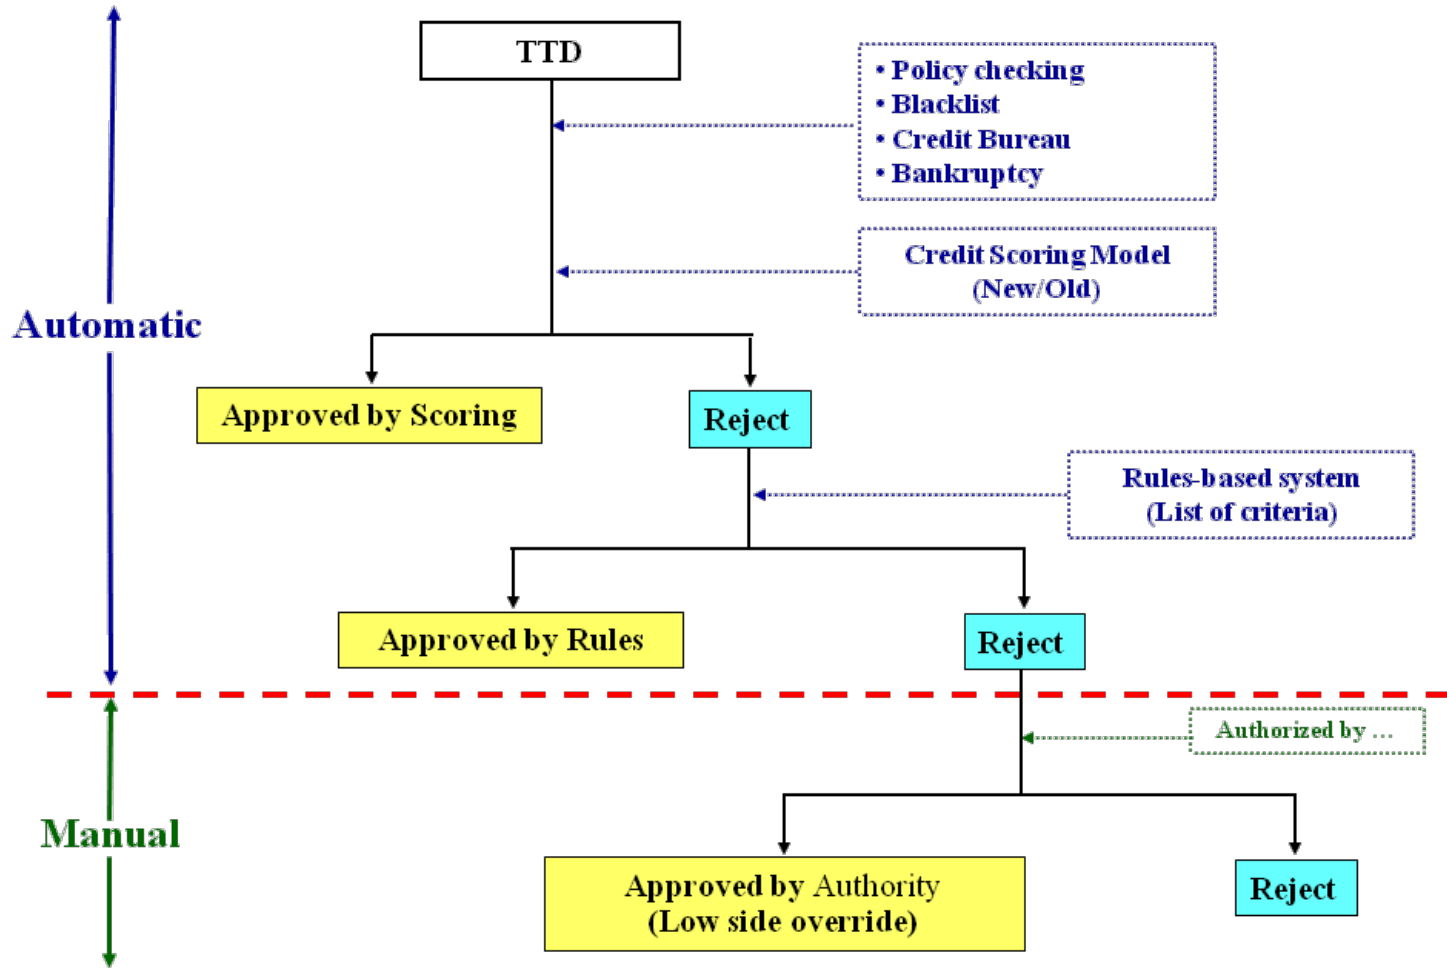 TTD
• Policy checking
• Blacklist
• Credit Bureau
• Bankruptcy
Credit Scoring Model
(New/Old)
Automatic
Approved by Scoring
Reject
Rules-based system
(List of criteria)
Approved by Rules
Reject
Authorized by ...
Manual
Approved by Authority
(Low side override)
Reject